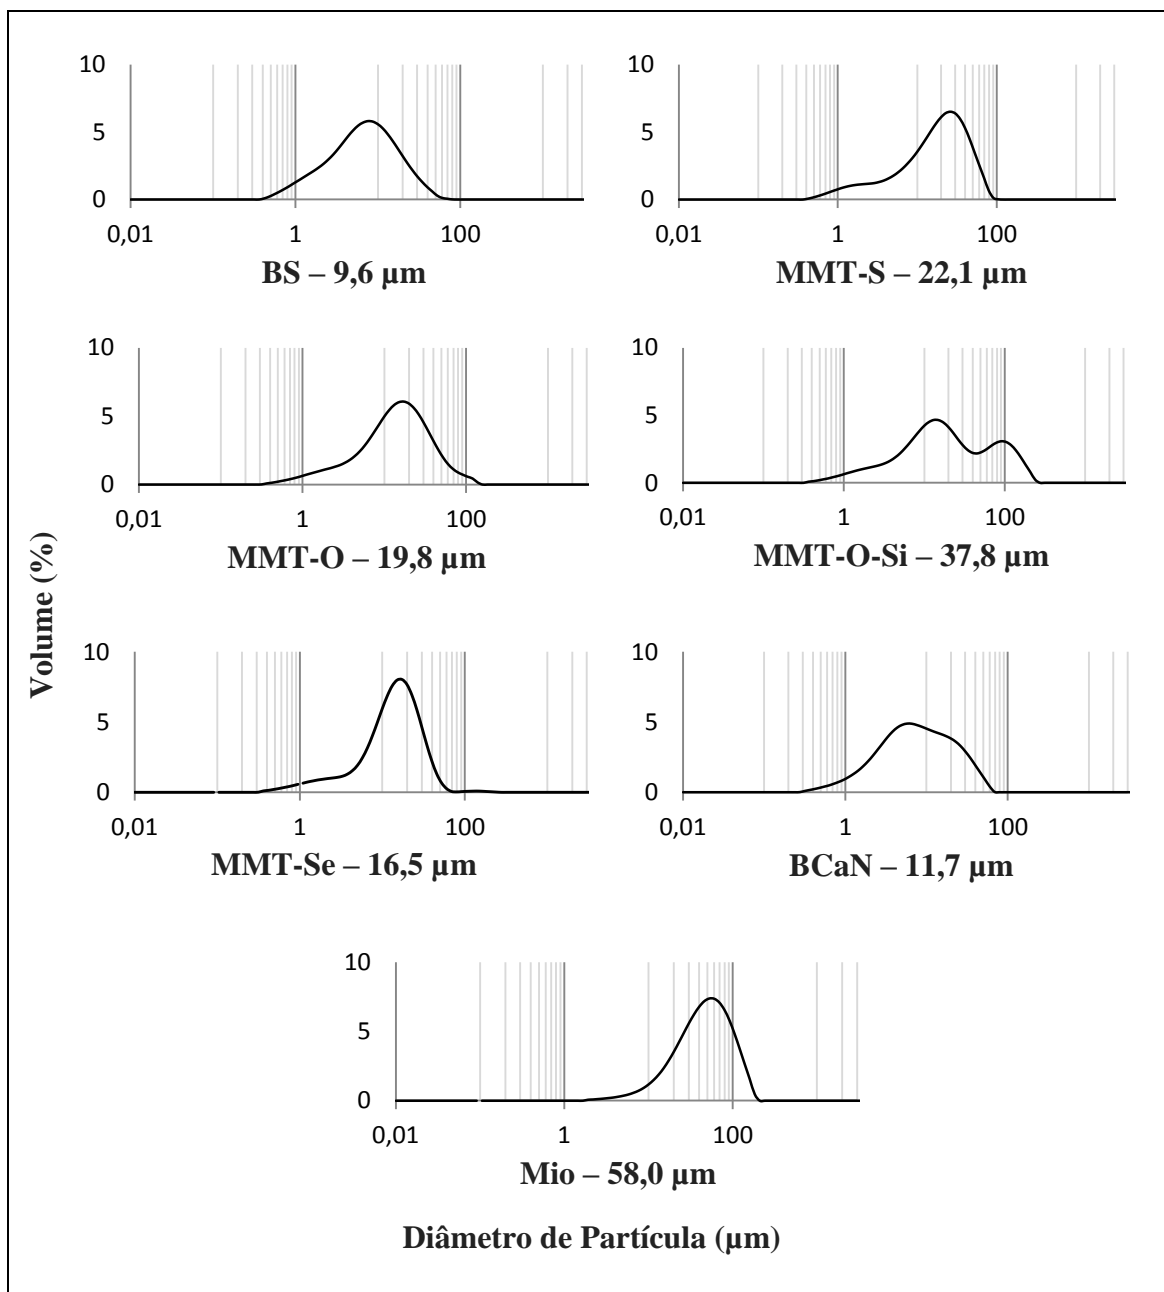 10
5
0
0,01 1 100
BS – 9,6 µm
10
5
0
0,01 1 100
MMT-S – 22,1 µm
10
5
0
0,01 1 100
MMT-O – 19,8 µm
10
5
0
0,01 1 100
MMT-O-Si – 37,8 µm
Volume (%)
10
5
0
0,01 1 100
MMT-Se – 16,5 µm
10
5
0
0,01 1 100
BCaN – 11,7 µm
10
5
0
0,01 1 100
Mio – 58,0 µm
Diâmetro de Partícula (µm)